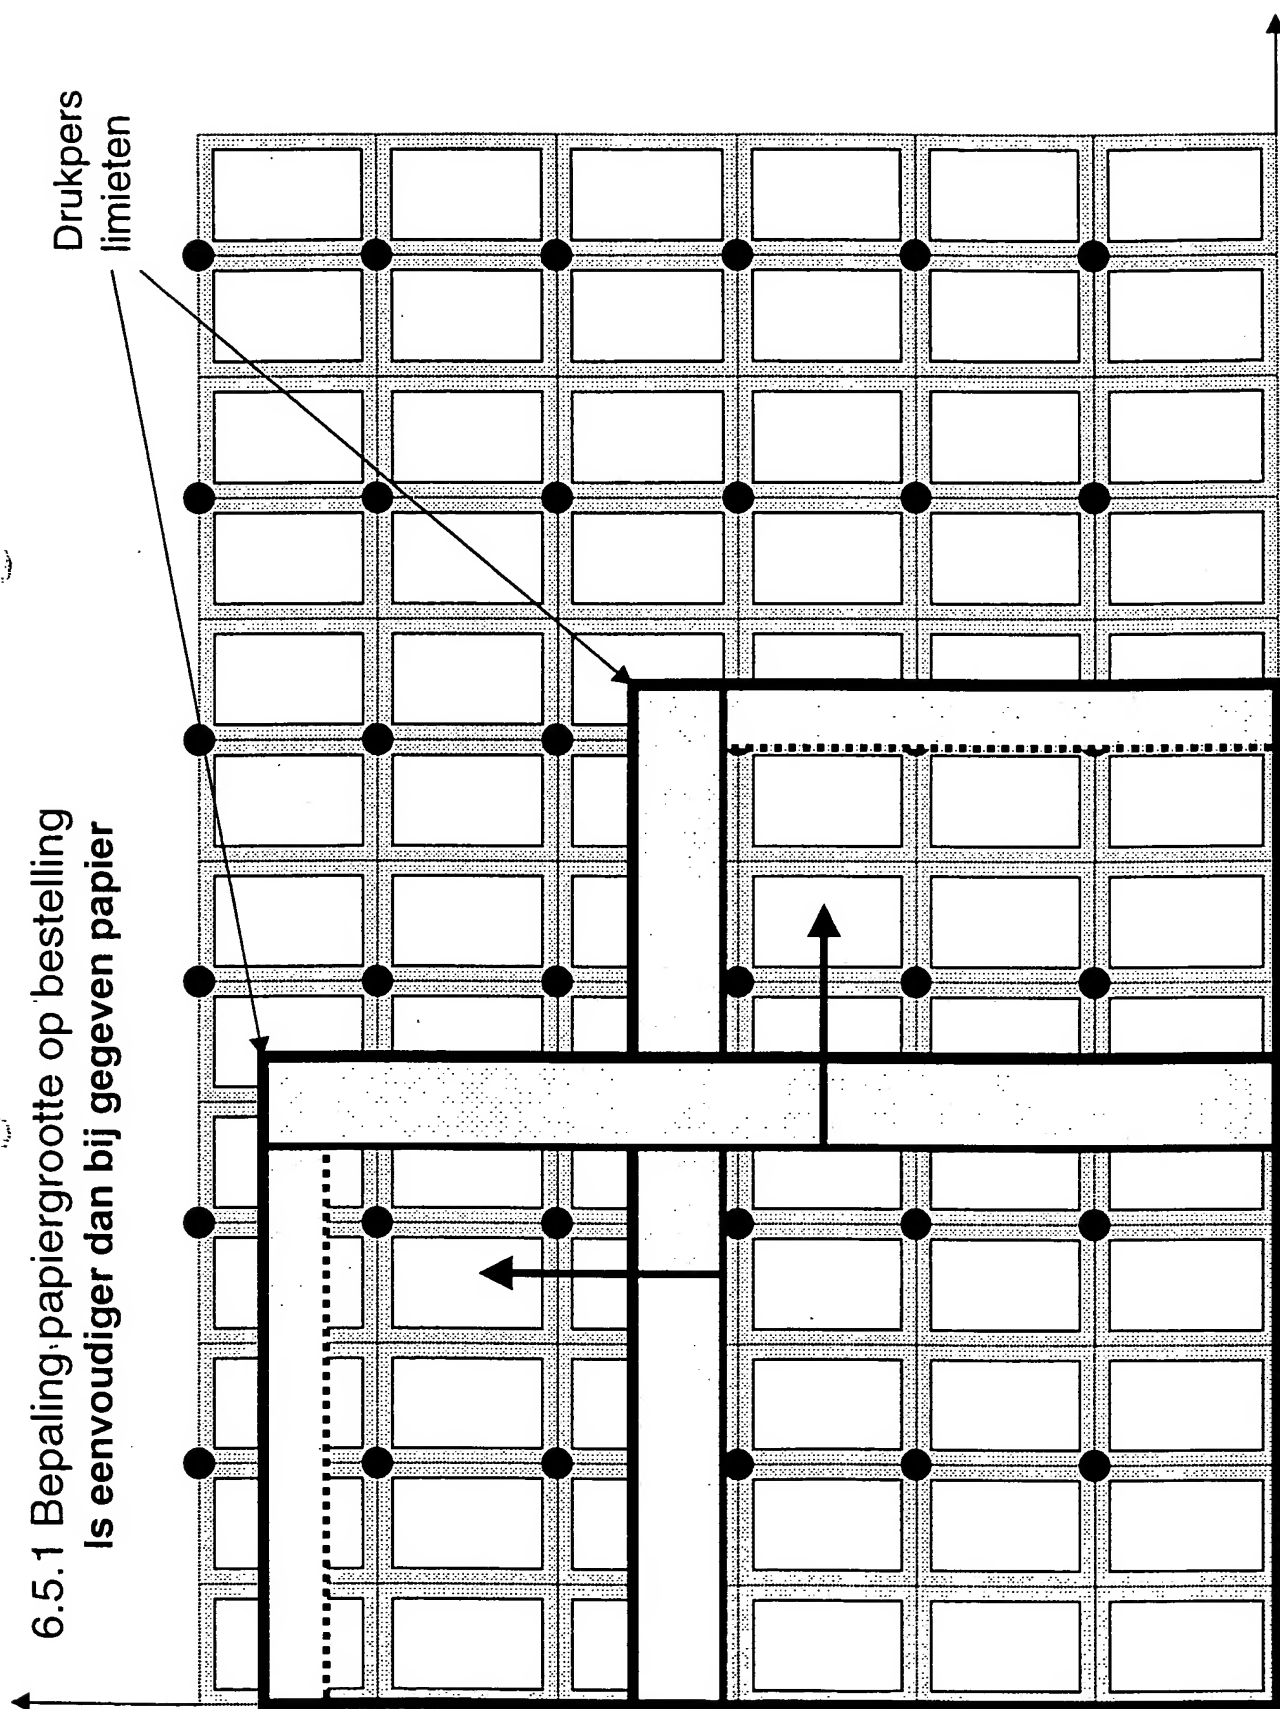 6.5.1 Bepaling papiergrootte op bestelling
Is eenvoudiger dan bij gegeven papier
Drukpers
limieten